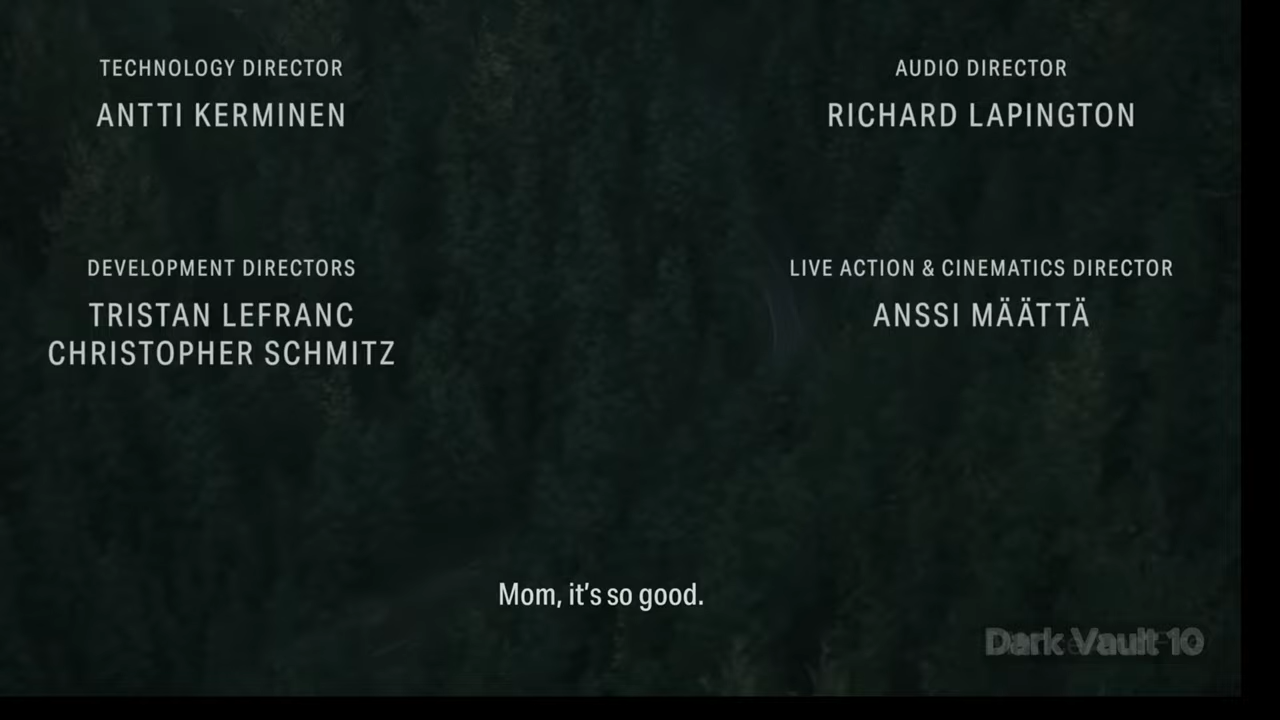 TECHNOLOGY DIRECTOR
ANTTI KERMINEN
AUDIO DIRECTOR
RICHARD LAPINGTON
DEVELOPMENT DIRECTORS
TRISTAN LEFRANC
CHRISTOPHER SCHMITZ
LIVE ACTION & CINEMATICS DIRECTOR
ANSSI MÄÄTTÄ
Mom, it's so good.
Dark Vault 10